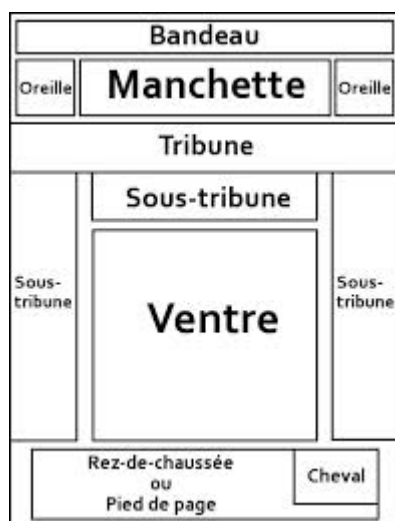 Bandeau
Oreille
Manchette
Oreille
Tribune
Sous-tribune
Sous-
tribune
Ventre
Sous-
tribune
Rez-de-chaussée
ou
Pied de page
Cheval